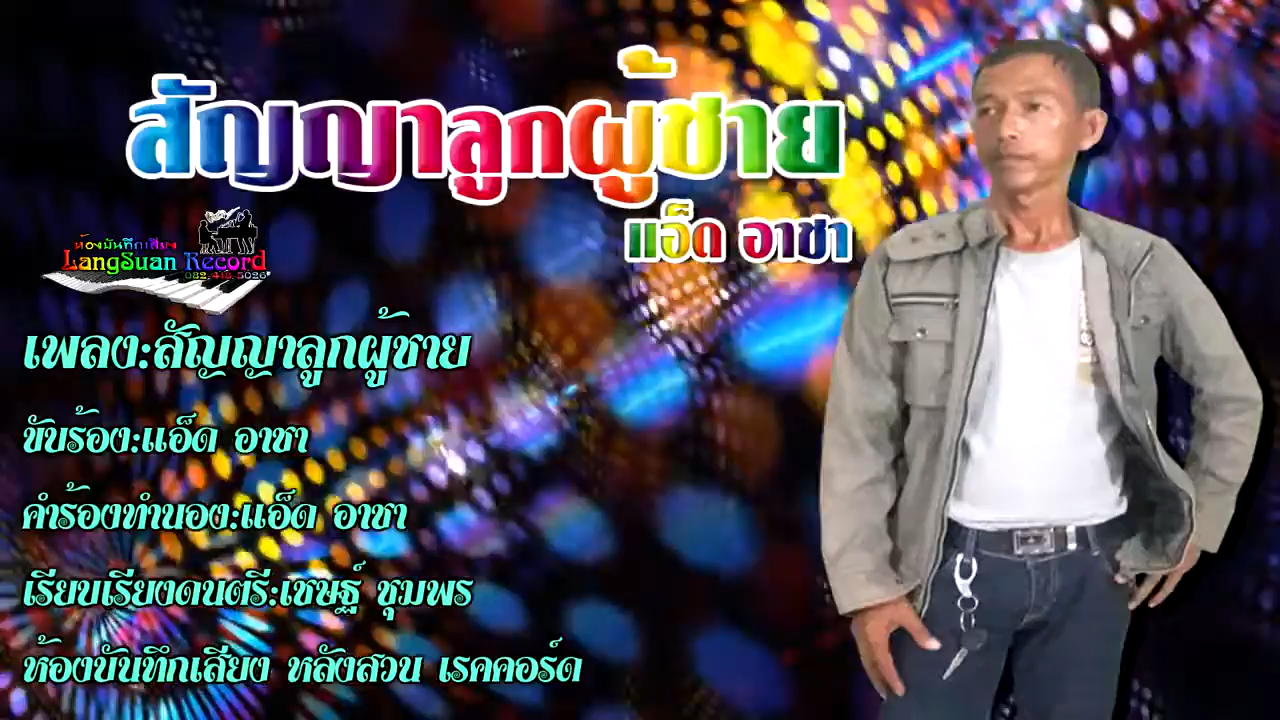 สัญญาลูกผู้ชาย
แอ็ด อาชา
ห้องบันทึกเสียง
LangSuan Record
082.418.5026
เพลง:สัญญาลูกผู้ชาย
ขับร้อง:แอ็ด อาชา
คำร้องทำนอง:แอ็ด อาชา
เรียบเรียงดนตรี:เชษฐ์ ชุมพร
ห้องบันทึกเสียง หลังสวน เรคคอร์ด